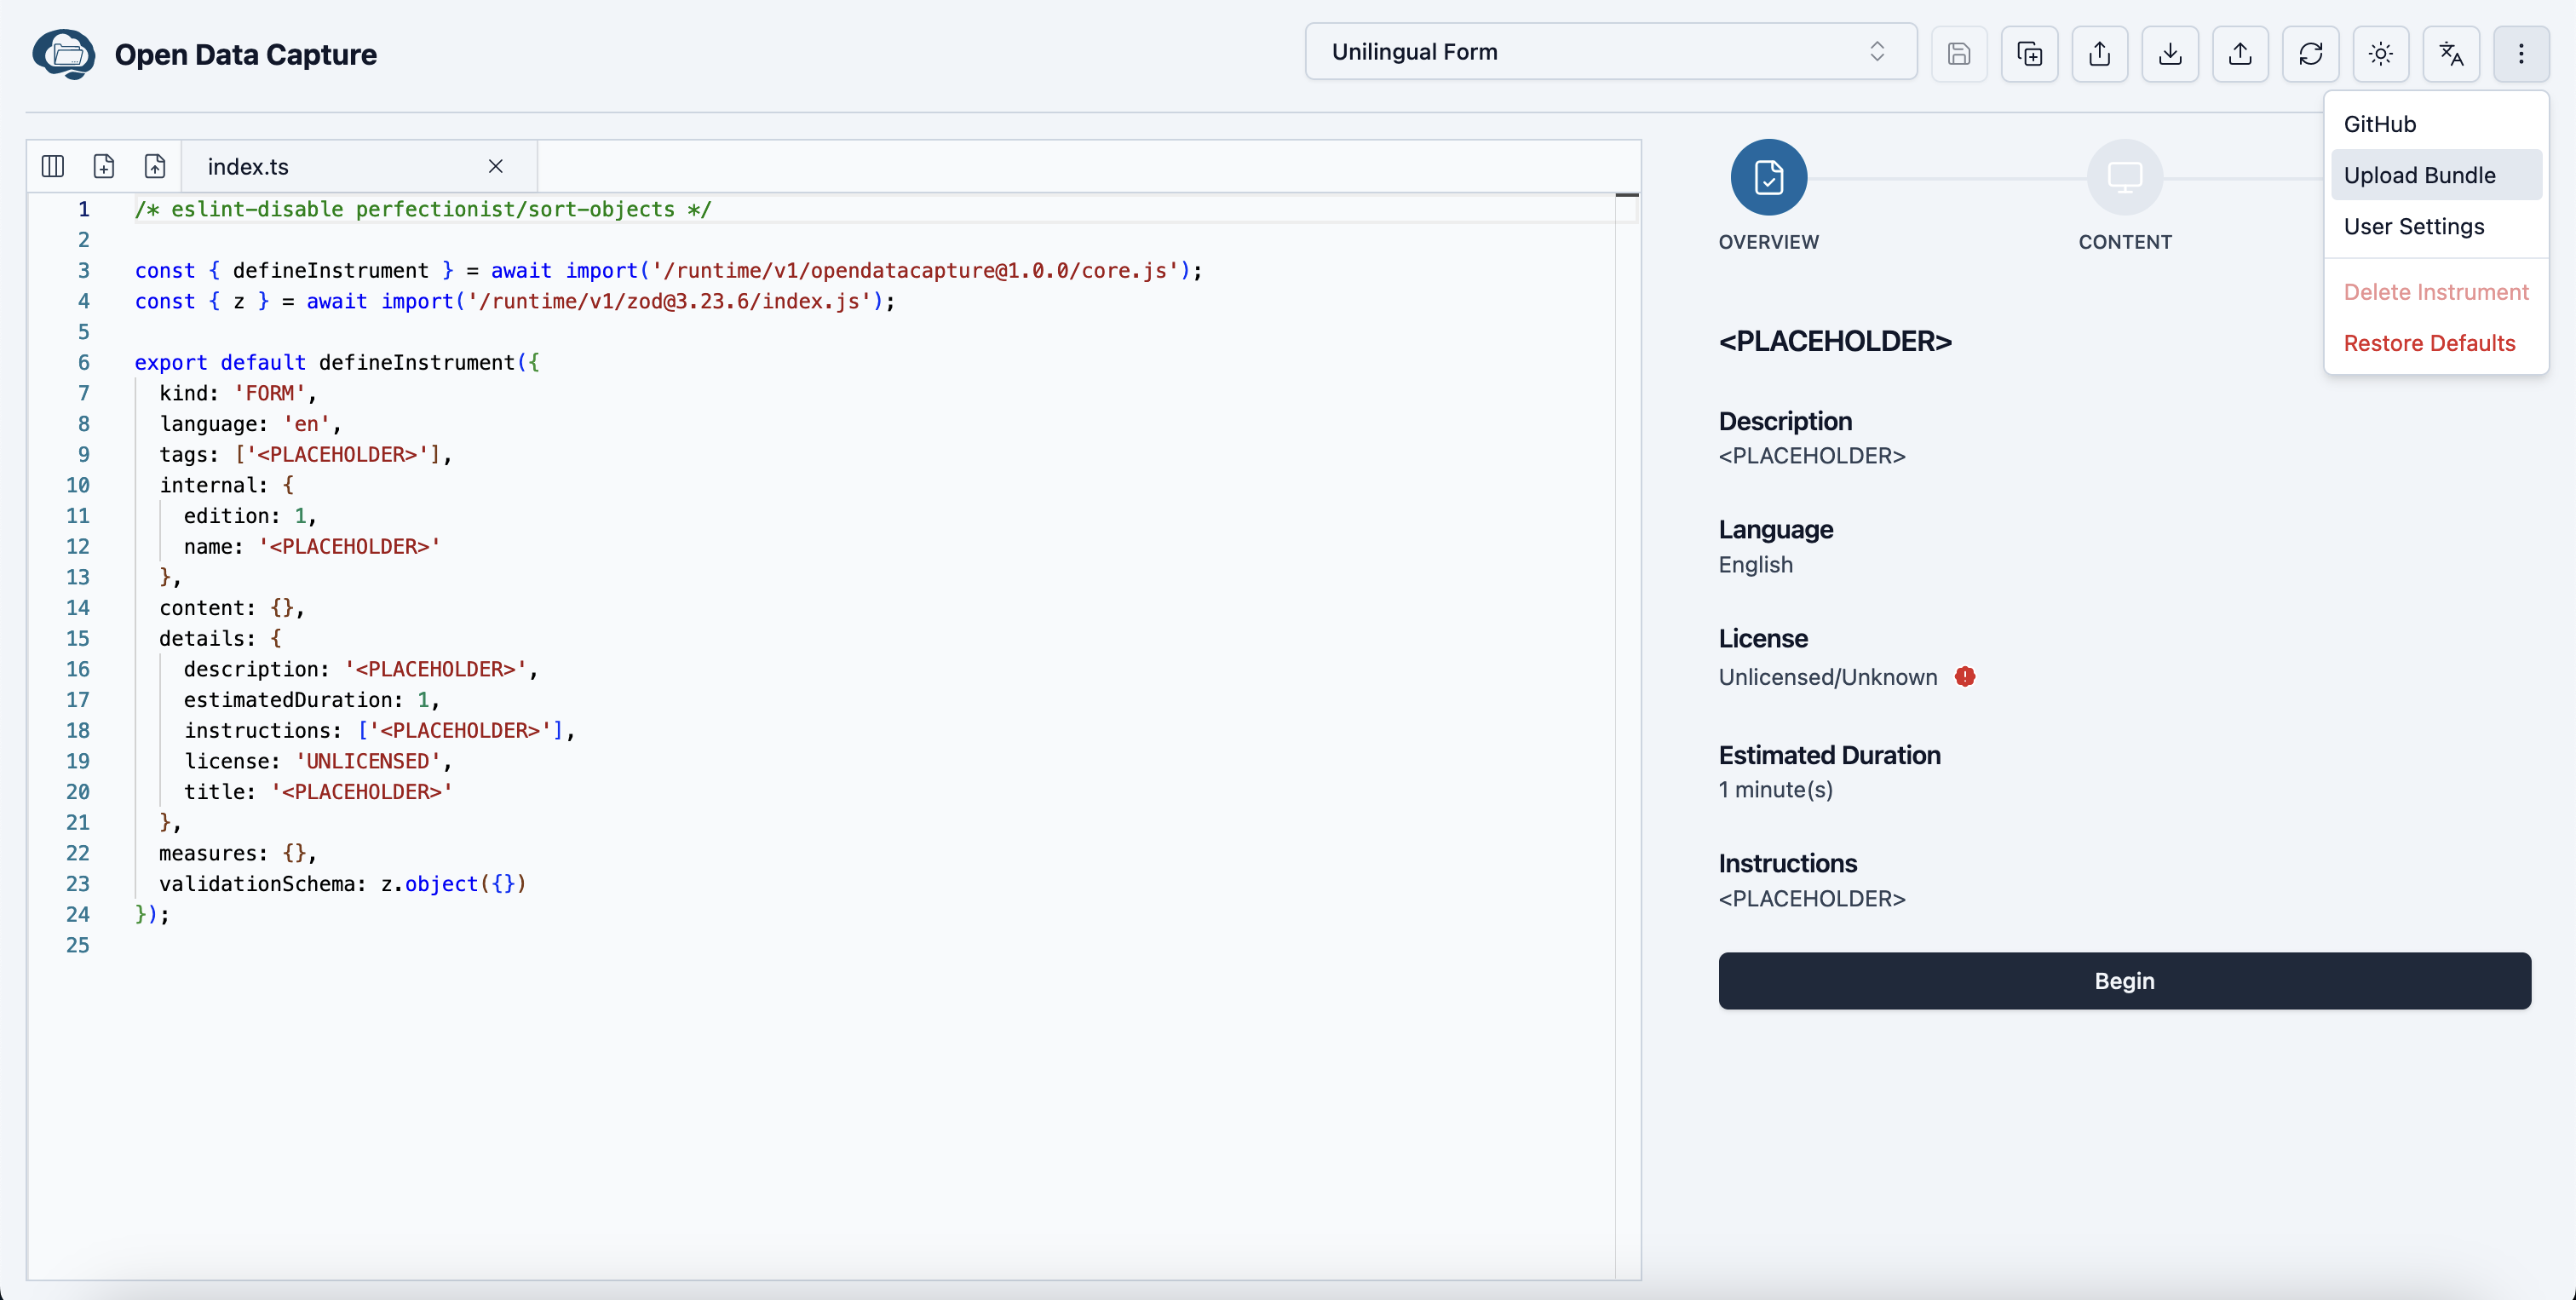 Open Data Capture
Unilingual Form
GitHub
Upload Bundle
User Settings
Delete Instrument
Restore Defaults
index.ts
1 /* eslint-disable perfectionist/sort-objects */
2
3 const { defineInstrument } = await import('/runtime/v1/opendatacapture@1.0.0/core.js');
4 const { z } = await import('/runtime/v1/zod@3.23.6/index.js');
5
6 export default defineInstrument({
7   kind: 'FORM',
8   language: 'en',
9   tags: ['<PLACEHOLDER>'],
10   internal: {
11     edition: 1,
12     name: '<PLACEHOLDER>'
13   },
14   content: {},
15   details: {
16     description: '<PLACEHOLDER>',
17     estimatedDuration: 1,
18     instructions: ['<PLACEHOLDER>'],
19     license: 'UNLICENSED',
20     title: '<PLACEHOLDER>'
21   },
22   measures: {},
23   validationSchema: z.object({})
24 });
25
OVERVIEW
CONTENT
<PLACEHOLDER>
Description
<PLACEHOLDER>
Language
English
License
Unlicensed/Unknown
Estimated Duration
1 minute(s)
Instructions
<PLACEHOLDER>
Begin